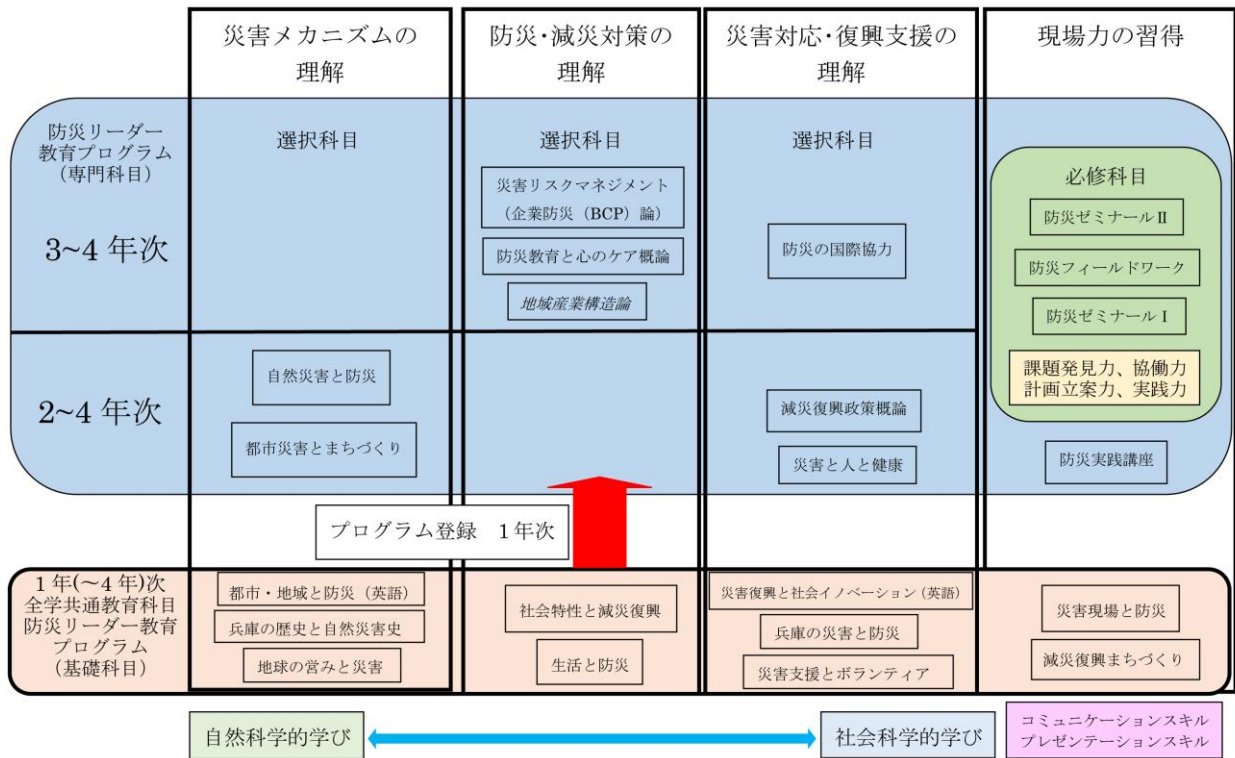 災害メカニズムの
理解
防災・減災対策の
理解
災害対応・復興支援の
理解
現場力の習得
防災リーダー
教育プログラム
(専門科目)
3~4 年次
選択科目
選択科目
災害リスクマネジメント
(企業防災（BCP）論）
防災教育と心のケア概論
地域産業構造論
選択科目
防災の国際協力
必修科目
防災ゼミナールⅡ
防災フィールドワーク
防災ゼミナールⅠ
課題発見力、協働力
計画立案力、実践力
2~4 年次
自然災害と防災
都市災害とまちづくり
減災復興政策概論
災害と人と健康
防災実践講座
プログラム登録　1 年次
1 年(～4 年)次
全学共通教育科目
防災リーダー教育
プログラム
(基礎科目)
都市・地域と防災（英語）
兵庫の歴史と自然災害史
地球の営みと災害
社会特性と減災復興
生活と防災
災害復興と社会イノベーション（英語）
兵庫の災害と防災
災害支援とボランティア
災害現場と防災
減災復興まちづくり
自然科学的学び
社会科学的学び
コミュニケーションスキル
プレゼンテーションスキル